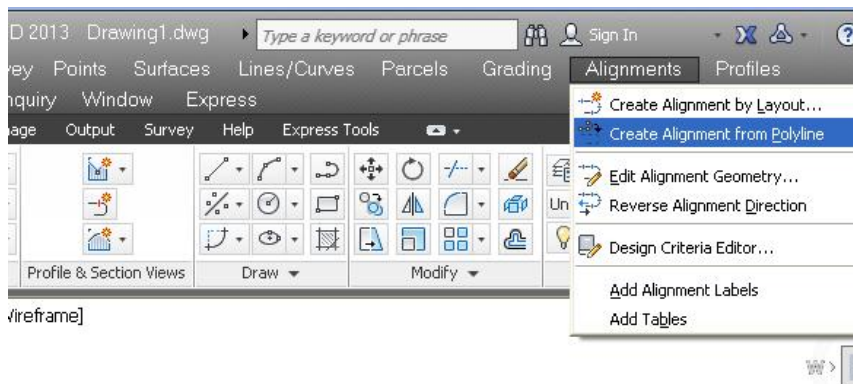 D 2013 Drawing1.dwg Type a keyword or phrase Sign In ?
vey Points Surfaces Lines/Curves Parcels Grading Alignments Profiles
nquiry Window Express
nage Output Survey Help Express Tools
Create Alignment by Layout...
Create Alignment from Polyline
Edit Alignment Geometry...
Un
Reverse Alignment Direction
Design Criteria Editor...
Profile & Section Views Draw Modify
Add Alignment Labels
Add Tables
Wireframe]
W